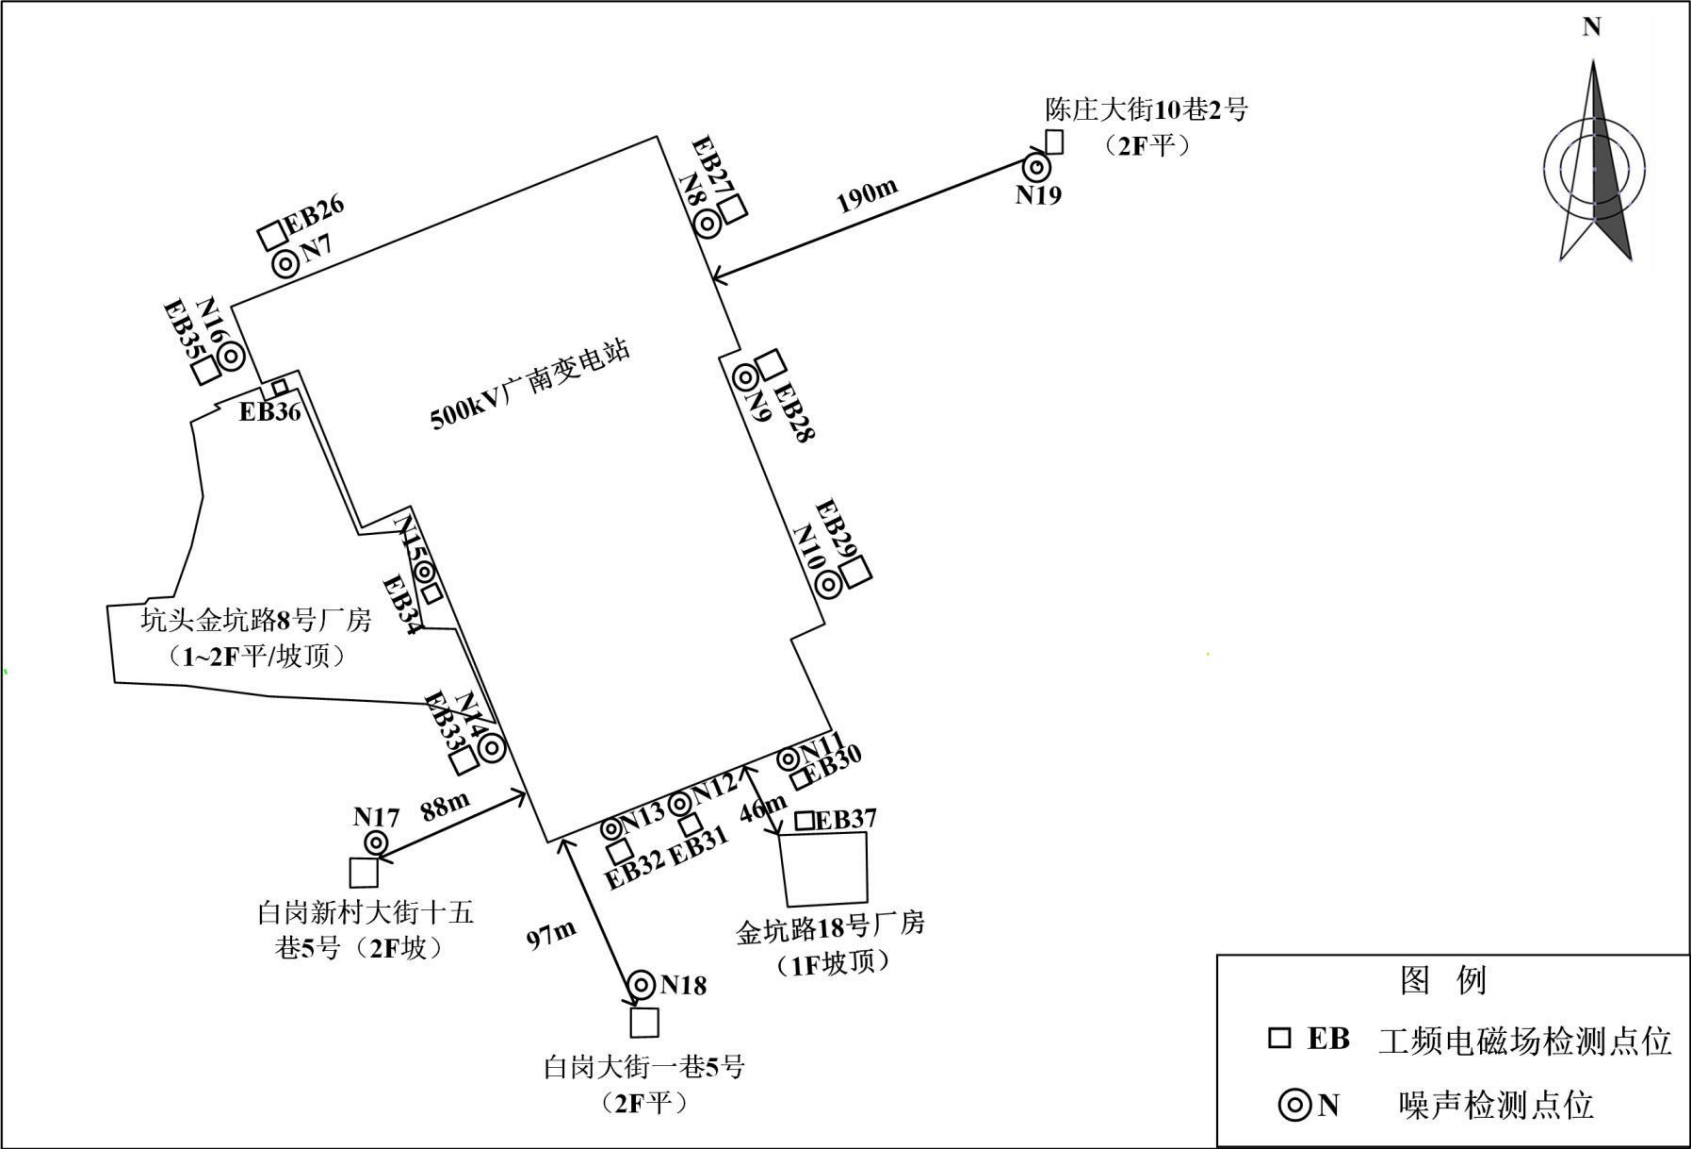 N
陈庄大街10巷2号
（2F平）
N19
190m
EB27
N8
EB26
N7
N16
EB35
EB36
500kV广南变电站
N9
EB28
EB29
N10
N15
EB34
坑头金坑路8号厂房
（1~2F平/坡顶）
N14
EB33
N11
EB30
N12
EB31
N13
EB32
46m
EB37
88m
N17
白岗新村大街十五
巷5号（2F坡）
97m
金坑路18号厂房
（1F坡顶）
N18
白岗大街一巷5号
（2F平）
图 例
EB 工频电磁场检测点位
N 噪声检测点位